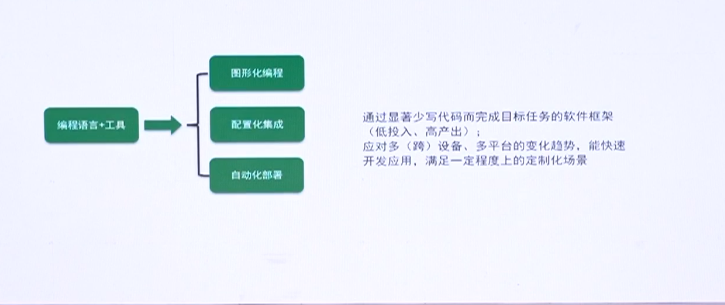 图形化编程
编程语言+工具
配置化集成
自动化部署
通过显著少写代码而完成目标任务的软件框架
（低投入、高产出）；
应对多（跨）设备、多平台的变化趋势，能快速
开发应用，满足一定程度上的定制化场景